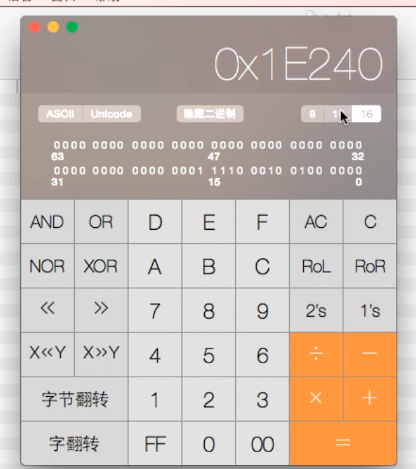 0x1E240
ASCII Unicode 隐藏二进制 8 16
0000 0000 0000 0000 0000 0000 0000 0000
63 47 32
0000 0000 0000 0001 1110 0010 0100 0000
31 15 0
AND OR D E F AC C
NOR XOR A B C RoL RoR
<< >> 7 8 9 2's 1's
X<<Y X>>Y 4 5 6 ÷ −
字节翻转 1 2 3 × +
字翻转 FF 0 00 =